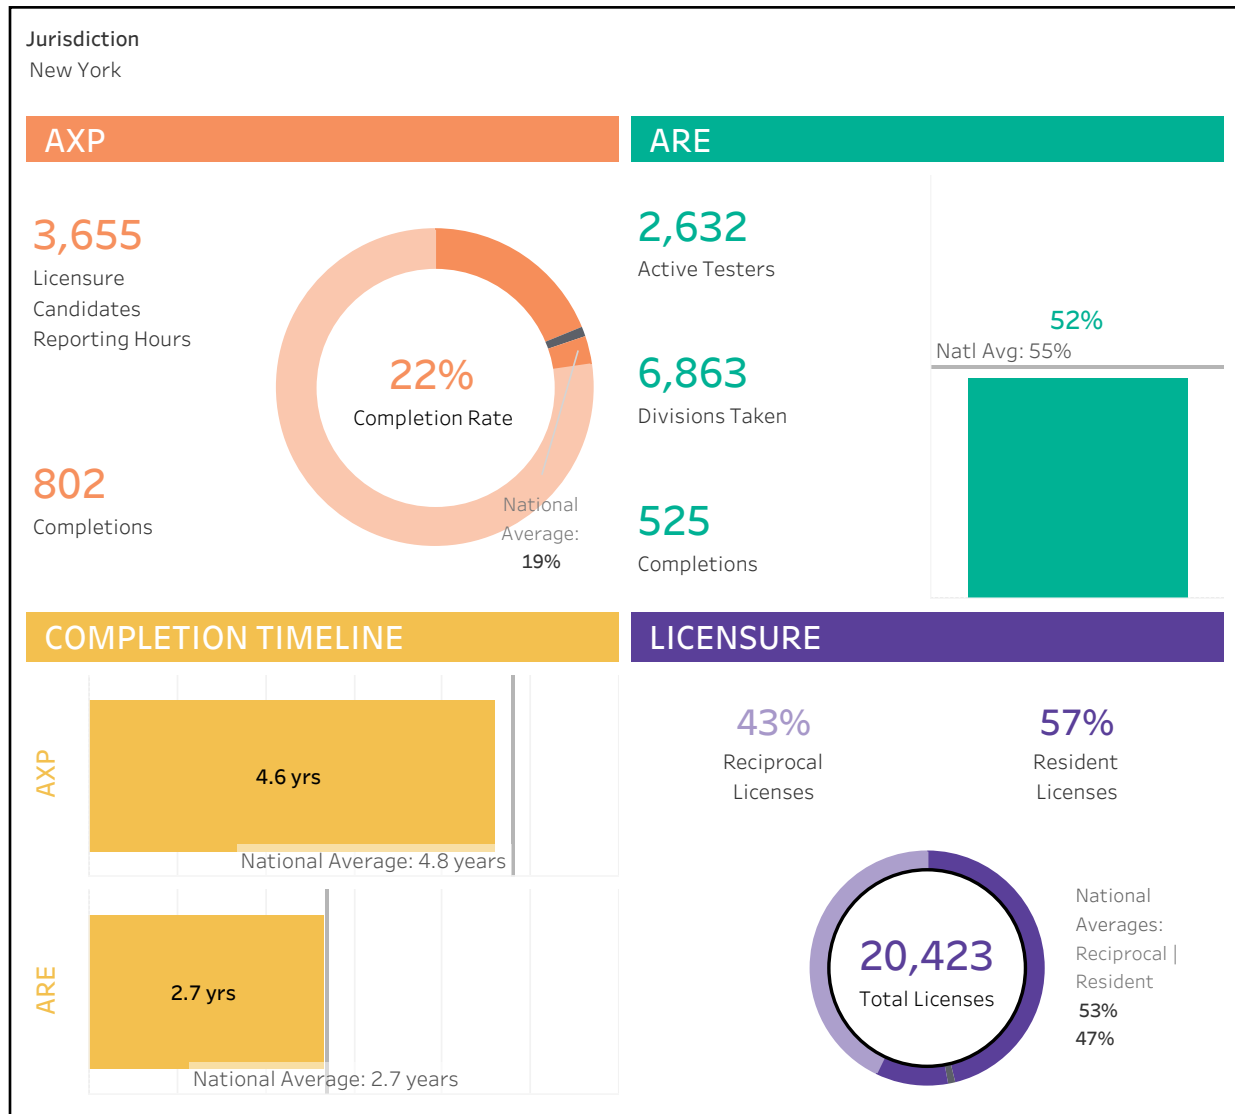 Jurisdiction
New York
AXP
3,655
Licensure
Candidates
Reporting Hours
802
Completions
22%
Completion Rate
National
Average:
19%
ARE
2,632
Active Testers
6,863
Divisions Taken
525
Completions
52%
Natl Avg: 55%
COMPLETION TIMELINE
AXP
4.6 yrs
National Average: 4.8 years
ARE
2.7 yrs
National Average: 2.7 years
LICENSURE
43%
Reciprocal
Licenses
57%
Resident
Licenses
20,423
Total Licenses
National
Averages:
Reciprocal |
Resident
53%
47%